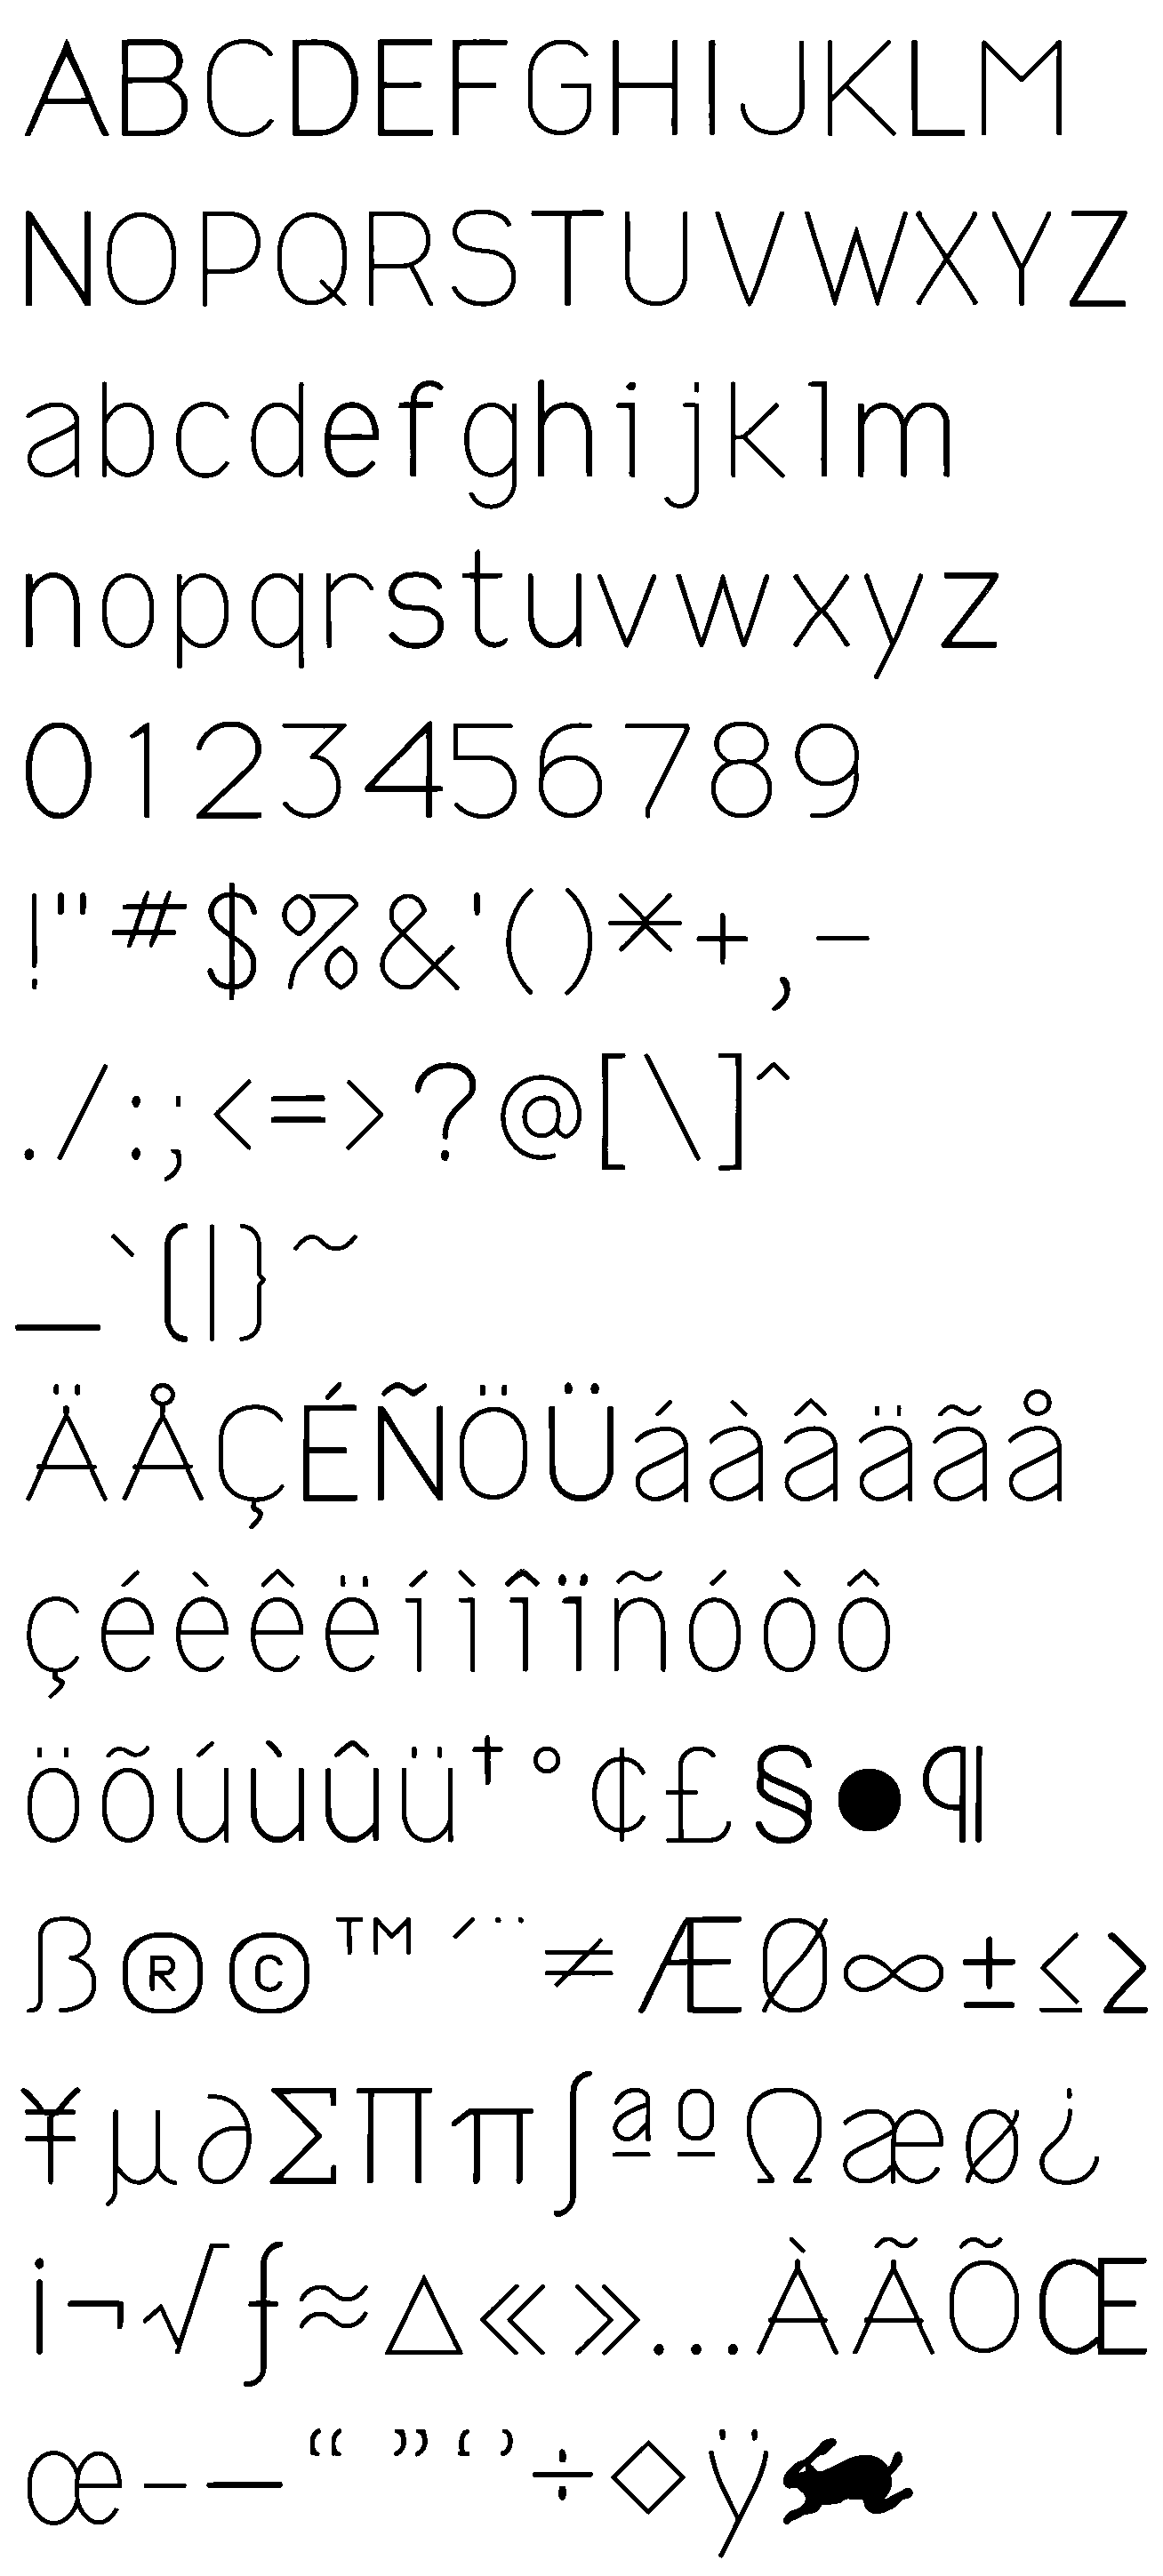 ABCDEFGHIJKLM
NOPQRSTUVWXYZ
abcdefghijklm
nopqrstuvwxyz
0123456789
!"#$%&'()*+,-
./:;<=>?@[\]^
_`{|}~
ÄÅÇÉÑÖÜáàâäãå
çéèêëíìîïñóòô
öõúùûü†°¢£§•¶
ß®©™´¨≠ÆØ∞±≤≥
¥µ∂∑∏π∫ªºΩæø¿
¡¬√ƒ≈∆«»…ÀÃÕŒ
œ–—“”‘’÷◊ÿ